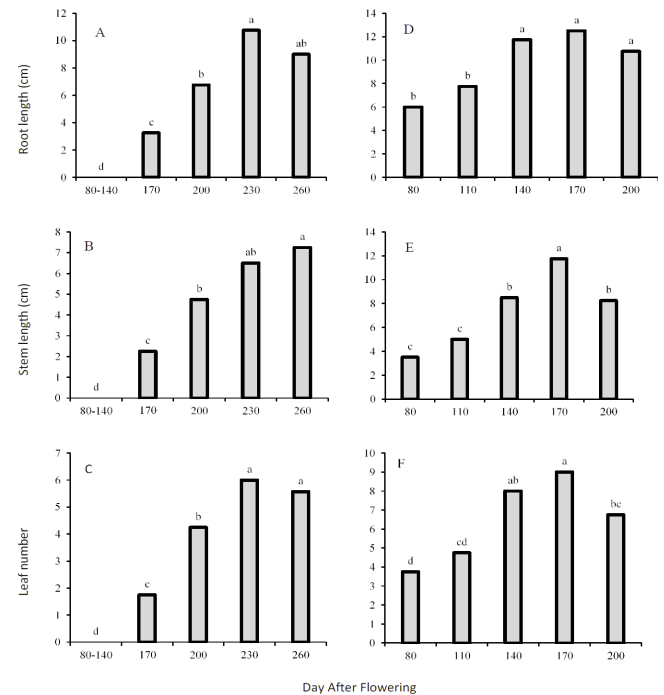 A
Root length (cm)
12
10
8
6
4
2
0
d
c
b
a
ab
80-140 170 200 230 260
D
14
12
10
8
6
4
2
0
b
b
a
a
a
80 110 140 170 200
B
Stem length (cm)
8
7
6
5
4
3
2
1
0
d
c
b
ab
a
80-140 170 200 230 260
E
14
12
10
8
6
4
2
0
c
c
b
a
b
80 110 140 170 200
C
Leaf number
7
6
5
4
3
2
1
0
d
c
b
a
a
80-140 170 200 230 260
F
10
9
8
7
6
5
4
3
2
1
0
d
cd
ab
a
bc
80 110 140 170 200
Day After Flowering